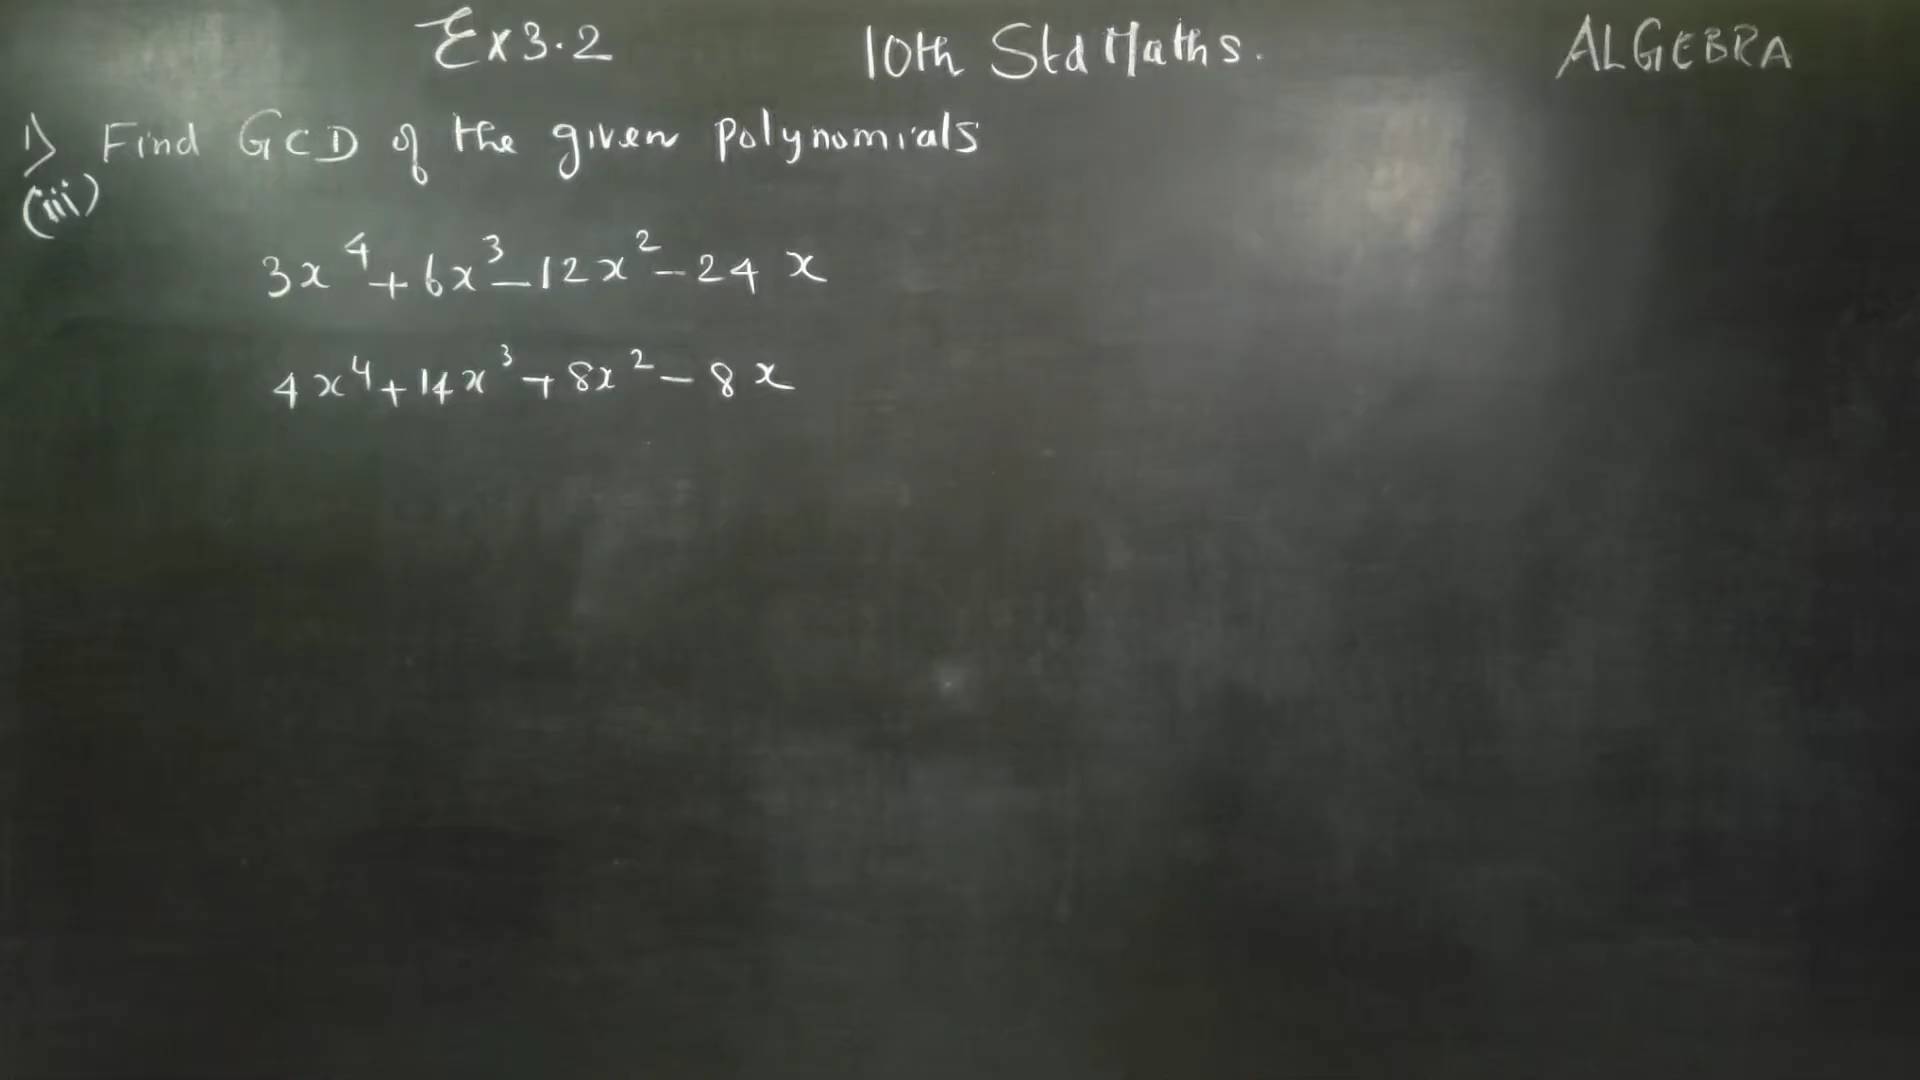 Ex 3.2 10th Std Maths. ALGEBRA
1) Find GCD of the given polynomials
(iii)
3x⁴+6x³-12x²-24x
4x⁴+14x³+8x²-8x